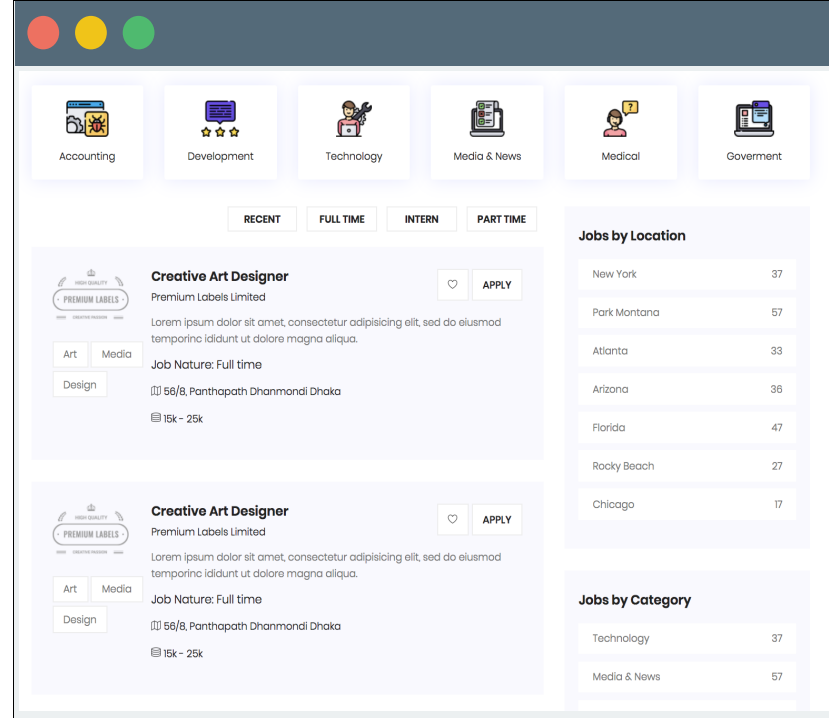 Accounting
Development
Technology
Media & News
Medical
Goverment
RECENT
FULL TIME
INTERN
PART TIME
HIGH QUALITY
PREMIUM LABELS
CREATIVE PASSION
Art
Media
Design
Creative Art Designer
Premium Labels Limited
APPLY
Lorem ipsum dolor sit amet, consectetur adipisicing elit, sed do eiusmod
temporinc ididunt ut dolore magna aliqua.
Job Nature: Full time
56/8, Panthapath Dhanmondi Dhaka
15k - 25k
HIGH QUALITY
PREMIUM LABELS
CREATIVE PASSION
Art
Media
Design
Creative Art Designer
Premium Labels Limited
APPLY
Lorem ipsum dolor sit amet, consectetur adipisicing elit, sed do eiusmod
temporinc ididunt ut dolore magna aliqua.
Job Nature: Full time
56/8, Panthapath Dhanmondi Dhaka
15k - 25k
Jobs by Location
New York 37
Park Montana 57
Atlanta 33
Arizona 36
Florida 47
Rocky Beach 27
Chicago 17
Jobs by Category
Technology 37
Media & News 57